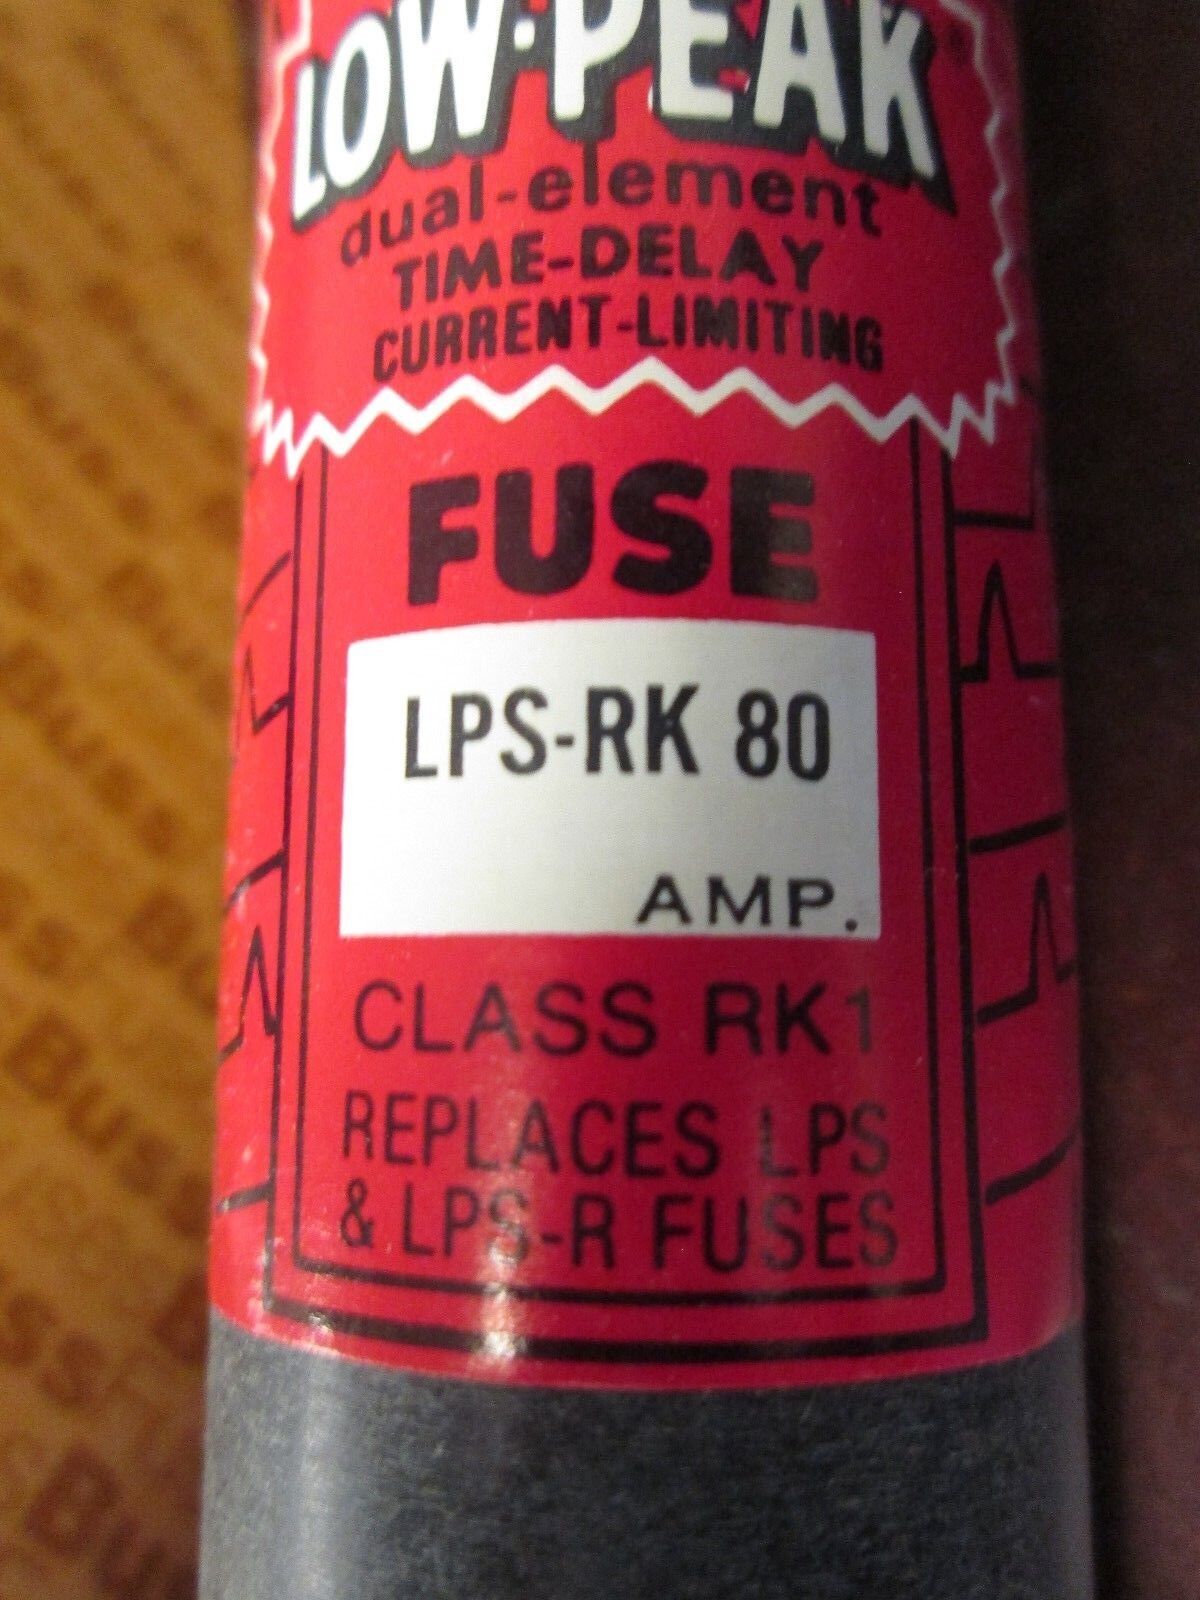 LOW-PEAK
dual-element
TIME-DELAY
CURRENT-LIMITING
FUSE
LPS-RK 80
AMP.
CLASS RK1
REPLACES LPS
& LPS-R FUSES